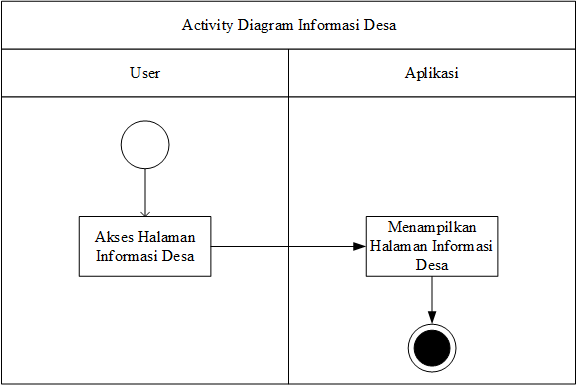 Activity Diagram Informasi Desa
User
Aplikasi
Akses Halaman
Informasi Desa
Menampilkan
Halaman Informasi
Desa